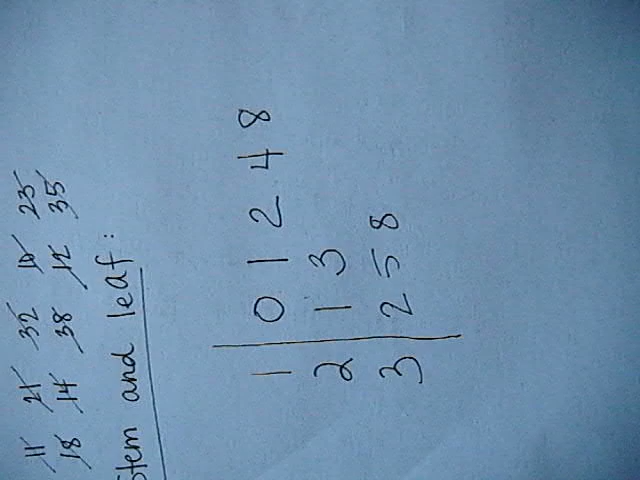 11 21 32 10 23
18 14 38 12 35
stem and leaf:
1 | 0 1 2 4 8
2 | 1 3
3 | 2 5 8